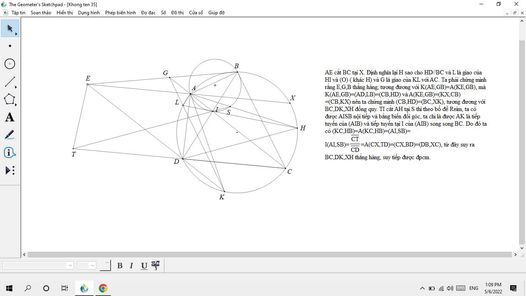 The Geometer's Sketchpad - [Khong ten 35]
Tập tin Soạn thảo Hiển thị Dựng hình Phép biến hình Đo đạc Số Đồ thị Cửa sổ Giúp đỡ
AE cắt BC tại X. Định nghĩa lại H sao cho HD//BC và L là giao của
HI và (O) ( khác H) và G là giao của KL với AC. Ta phải chứng minh
rằng E,G,B thẳng hàng, tương đương với K(AE,GB)=A(KE,GB), mà
K(AE,GB)=(AD,LB)=(CB,HD) và A(KE,GB)=(KX,CB)
=(CB,KX) nên ta chứng minh (CB,HD)=(BC,XK), tương đương với
BC,DK,XH đồng quy. TI cắt AH tại S thì theo bổ đề Reim, ta có
được AISB nội tiếp và bằng biến đổi góc, ta chỉ là được AK là tiếp
tuyến của (AIB) và tiếp tuyến tại I của (AIB) song song BC. Do đó ta
có (KC,HB)=A(KC,HB)=(AI,SB)=
I(AI,SB)=CT/CD=A(CX,TD)=(CX,BD)=(DB,XC), từ đây suy ra
BC,DK,XH thẳng hàng, suy tiếp được đpcm.
B
G
E
A
X
L
I
S
H
D
T
C
K
A
B I U
ENG
1:09 PM
5/6/2022